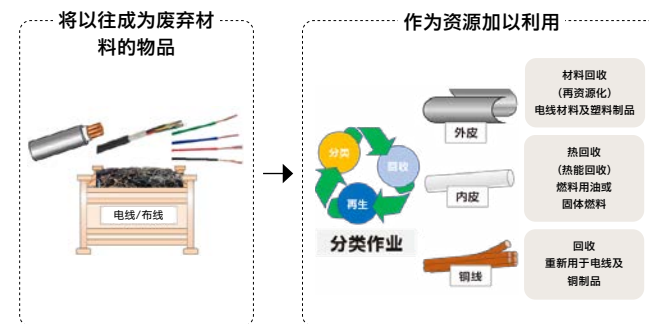 将以往成为废弃材
料的物品
电线/布线
作为资源加以利用
分类
回收
再生
分类作业
外皮
内皮
铜线
材料回收
(再资源化)
电线材料及塑料制品
热回收
(热能回收)
燃料用油或
固体燃料
回收
重新用于电线及
铜制品